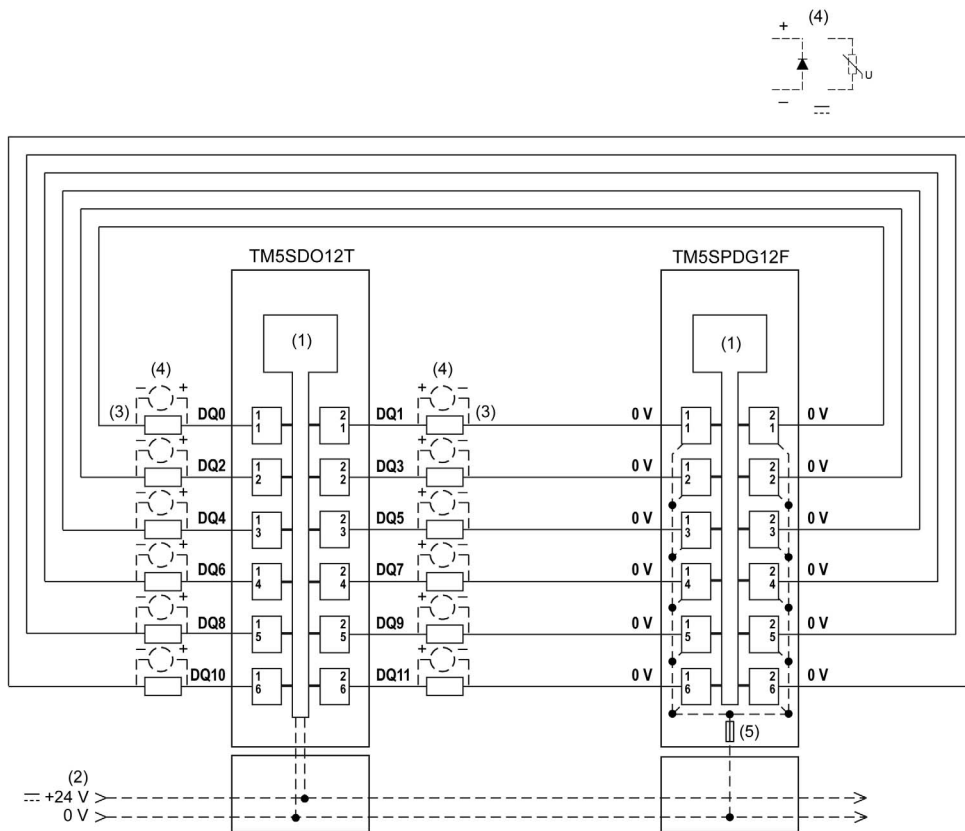 + (4)
U
−
TM5SDO12T TM5SPDG12F
(1) (1)
(4) (4)
− + + −
(3) DQ0 1 1 2 1 DQ1 (3) 0 V 1 1 2 1 0 V
− + + −
DQ2 1 2 2 2 DQ3 0 V 1 2 2 2 0 V
− + + −
DQ4 1 3 2 3 DQ5 0 V 1 3 2 3 0 V
− + + −
DQ6 1 4 2 4 DQ7 0 V 1 4 2 4 0 V
− + + −
DQ8 1 5 2 5 DQ9 0 V 1 5 2 5 0 V
− + + −
DQ10 1 6 2 6 DQ11 0 V 1 6 2 6 0 V
(5)
(2)
+24 V
0 V